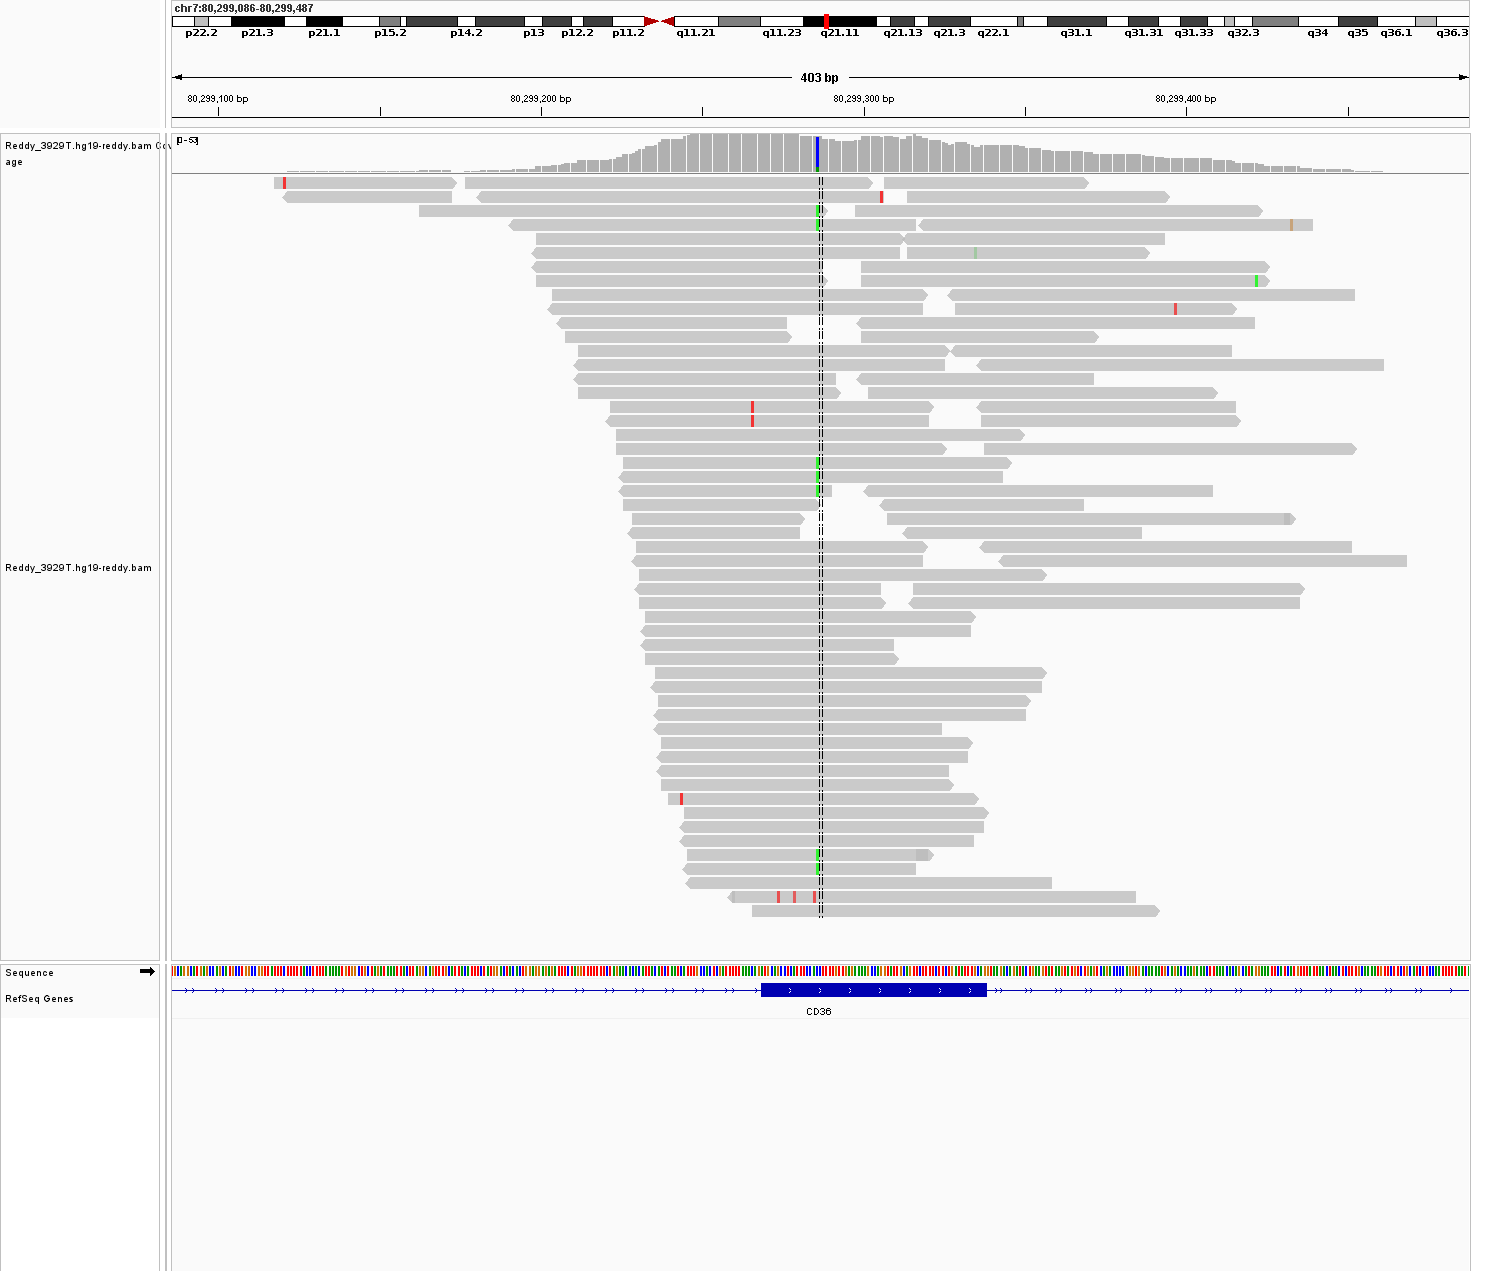 chr7:80,299,086-80,299,487
p22.2 p21.3 p21.1 p15.2 p14.2 p13 p12.2 p11.2 q11.21 q11.23 q21.11 q21.13 q21.3 q22.1 q31.1 q31.31 q31.33 q32.3 q34 q35 q36.1 q36.3
403 bp
80,299,100 bp 80,299,200 bp 80,299,300 bp 80,299,400 bp
[0-53]
Reddy_3929T.hg19-reddy.bam Cov
age
Reddy_3929T.hg19-reddy.bam
Sequence
RefSeq Genes
CD36